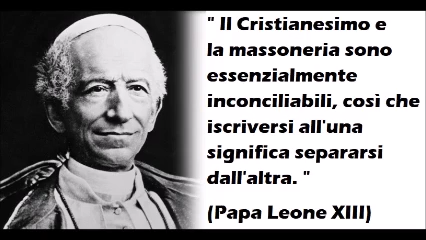 " Il Cristianesimo e
la massoneria sono
essenzialmente
inconciliabili, così che
iscriversi all'una
significa separarsi
dall'altra. "
(Papa Leone XIII)